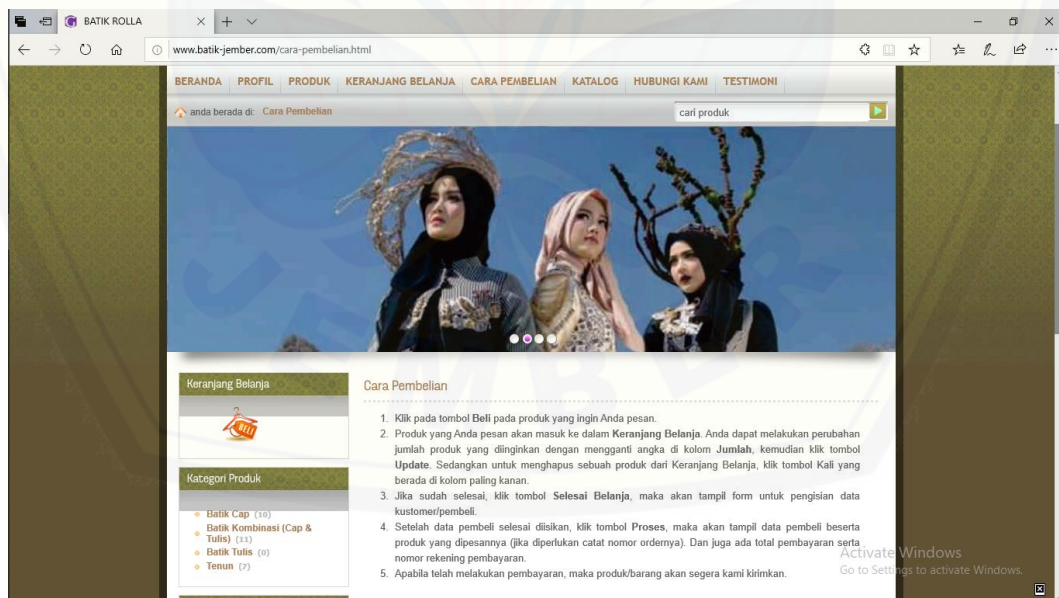 BATIK ROLLA
www.batik-jember.com/cara-pembelian.html
BERANDA PROFIL PRODUK KERANJANG BELANJA CARA PEMBELIAN KATALOG HUBUNGI KAMI TESTIMONI
anda berada di: Cara Pembelian
cari produk
JEMBER
Keranjang Belanja
BELI
Kategori Produk
Batik Cap (10)
Batik Kombinasi (Cap &
Tulis) (11)
Batik Tulis (0)
Tenun (7)
Cara Pembelian
1. Klik pada tombol Beli pada produk yang ingin Anda pesan.
2. Produk yang Anda pesan akan masuk ke dalam Keranjang Belanja. Anda dapat melakukan perubahan
jumlah produk yang diinginkan dengan mengganti angka di kolom Jumlah, kemudian klik tombol
Update. Sedangkan untuk menghapus sebuah produk dari Keranjang Belanja, klik tombol Kali yang
berada di kolom paling kanan.
3. Jika sudah selesai, klik tombol Selesai Belanja, maka akan tampil form untuk pengisian data
kustomer/pembeli.
4. Setelah data pembeli selesai diisikan, klik tombol Proses, maka akan tampil data pembeli beserta
produk yang dipesannya (jika diperlukan catat nomor ordernya). Dan juga ada total pembayaran serta
nomor rekening pembayaran.
5. Apabila telah melakukan pembayaran, maka produk/barang akan segera kami kirimkan.
Activate Windows
Go to Settings to activate Windows.